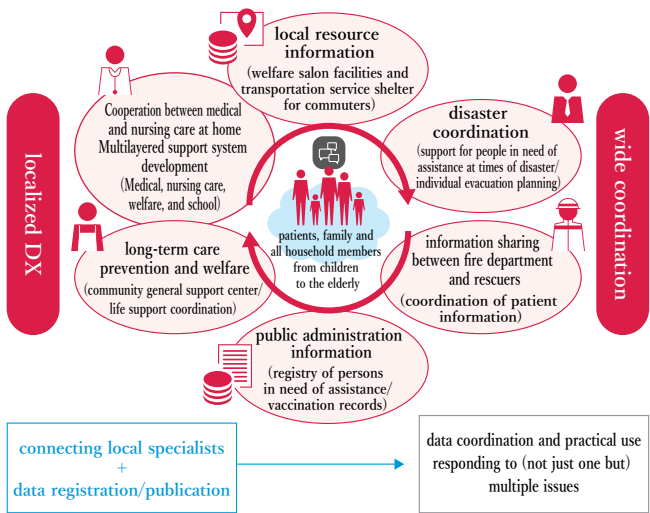 local resource
information
(welfare salon facilities and
transportation service shelter
for commuters)
Cooperation between medical
and nursing care at home
Multilayered support system
development
(Medical, nursing care,
welfare, and school)
disaster
coordination
(support for people in need of
assistance at times of disaster/
individual evacuation planning)
localized DX
wide coordination
patients, family and
all household members
from children
to the elderly
long-term care
prevention and welfare
(community general support center/
life support coordination)
information sharing
between fire department
and rescuers
(coordination of patient
information)
public administration
information
(registry of persons
in need of assistance/
vaccination records)
connecting local specialists
+
data registration/publication
data coordination and practical use
responding to (not just one but)
multiple issues